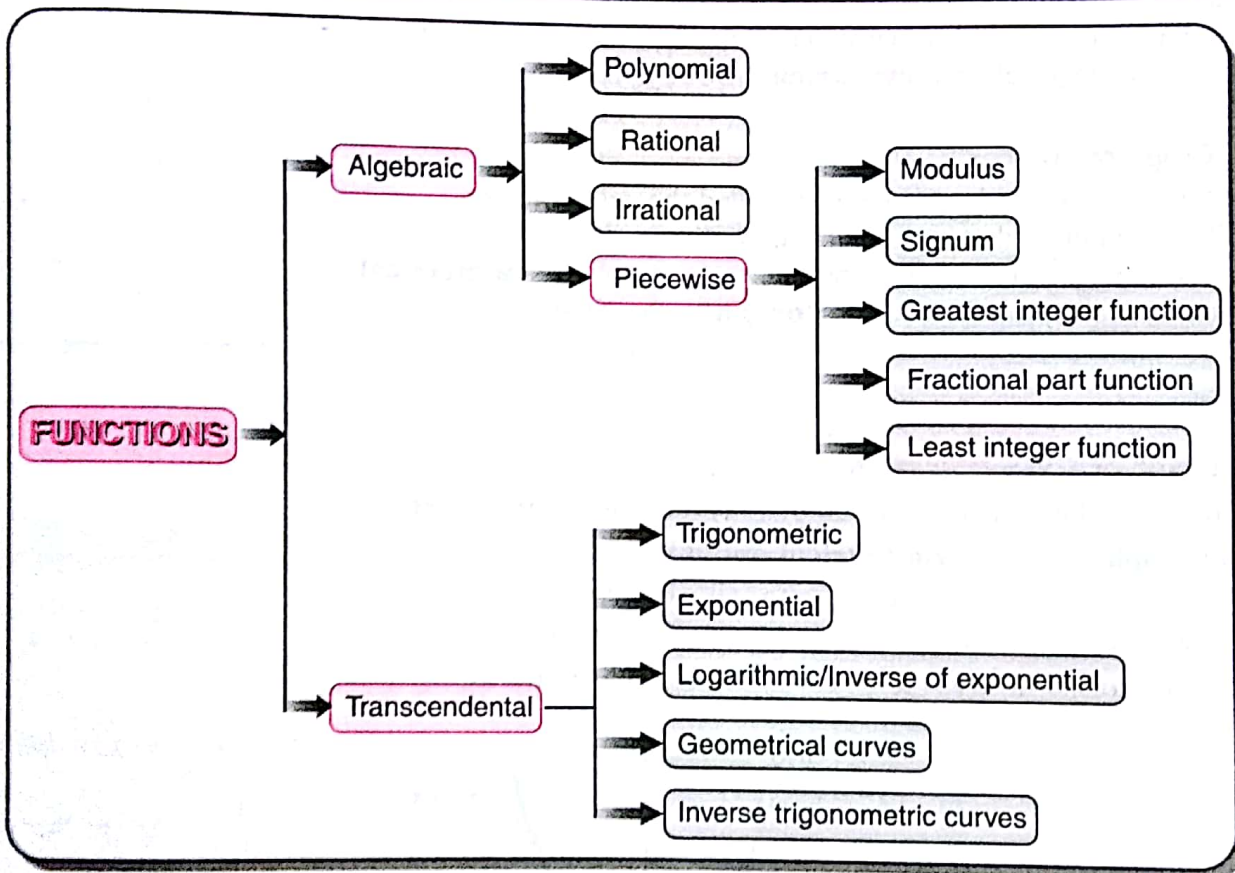 FUNCTIONS
Algebraic
Polynomial
Rational
Irrational
Piecewise
Modulus
Signum
Greatest integer function
Fractional part function
Least integer function
Transcendental
Trigonometric
Exponential
Logarithmic/Inverse of exponential
Geometrical curves
Inverse trigonometric curves